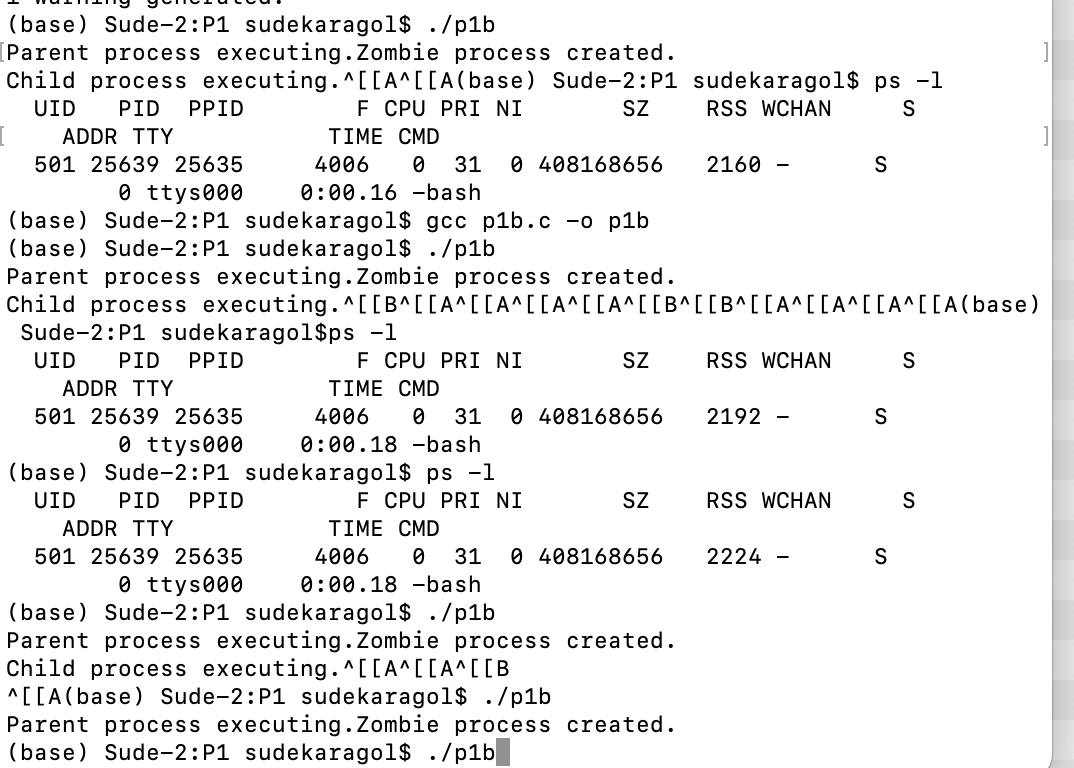 1 warning generated.
(base) Sude-2:P1 sudekaragol$ ./p1b
[Parent process executing.Zombie process created. ]
Child process executing.^[[A^[[A(base) Sude-2:P1 sudekaragol$ ps -l
  UID   PID  PPID        F CPU PRI NI       SZ    RSS WCHAN     S
[    ADDR TTY           TIME CMD ]
  501 25639 25635     4006   0  31  0 408168656   2160 -      S
        0 ttys000    0:00.16 -bash
(base) Sude-2:P1 sudekaragol$ gcc p1b.c -o p1b
(base) Sude-2:P1 sudekaragol$ ./p1b
Parent process executing.Zombie process created.
Child process executing.^[[B^[[A^[[A^[[A^[[A^[[B^[[B^[[A^[[A^[[A^[[A(base)
 Sude-2:P1 sudekaragol$ps -l
  UID   PID  PPID        F CPU PRI NI       SZ    RSS WCHAN     S
    ADDR TTY           TIME CMD
  501 25639 25635     4006   0  31  0 408168656   2192 -      S
        0 ttys000    0:00.18 -bash
(base) Sude-2:P1 sudekaragol$ ps -l
  UID   PID  PPID        F CPU PRI NI       SZ    RSS WCHAN     S
    ADDR TTY           TIME CMD
  501 25639 25635     4006   0  31  0 408168656   2224 -      S
        0 ttys000    0:00.18 -bash
(base) Sude-2:P1 sudekaragol$ ./p1b
Parent process executing.Zombie process created.
Child process executing.^[[A^[[A^[[B
^[[A(base) Sude-2:P1 sudekaragol$ ./p1b
Parent process executing.Zombie process created.
(base) Sude-2:P1 sudekaragol$ ./p1b